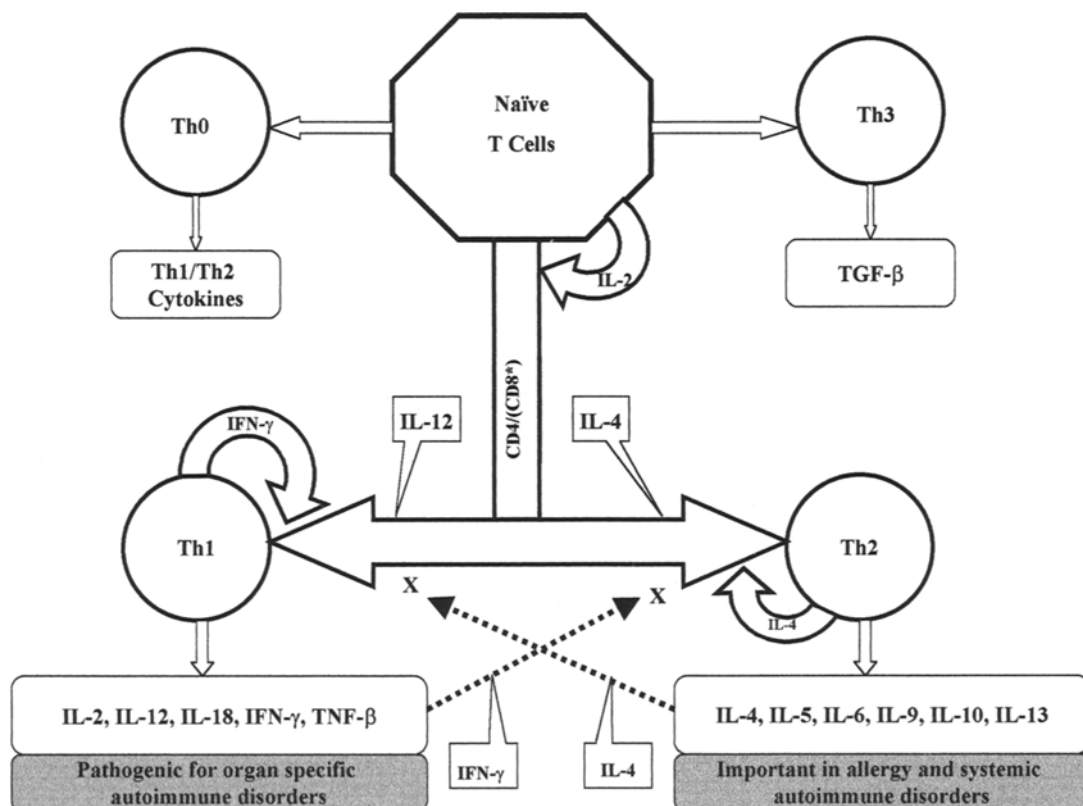 Naïve
T Cells
Th0
Th3
Th1/Th2
Cytokines
TGF-β
IL-2
CD4/(CD8*)
IL-12
IL-4
IFN-γ
Th1
Th2
X
X
IL-4
IL-2, IL-12, IL-18, IFN-γ, TNF-β
IL-4, IL-5, IL-6, IL-9, IL-10, IL-13
IFN-γ
IL-4
Pathogenic for organ specific
autoimmune disorders
Important in allergy and systemic
autoimmune disorders